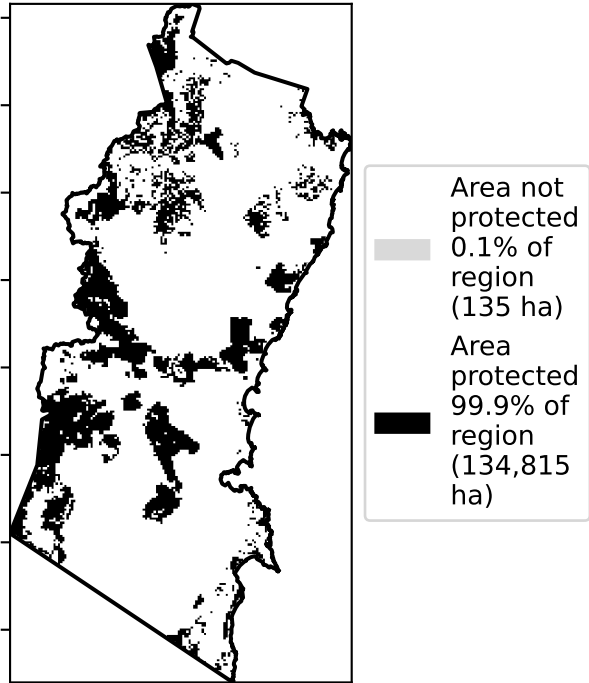 Area not
protected
0.1% of
region
(135 ha)
Area
protected
99.9% of
region
(134,815
ha)